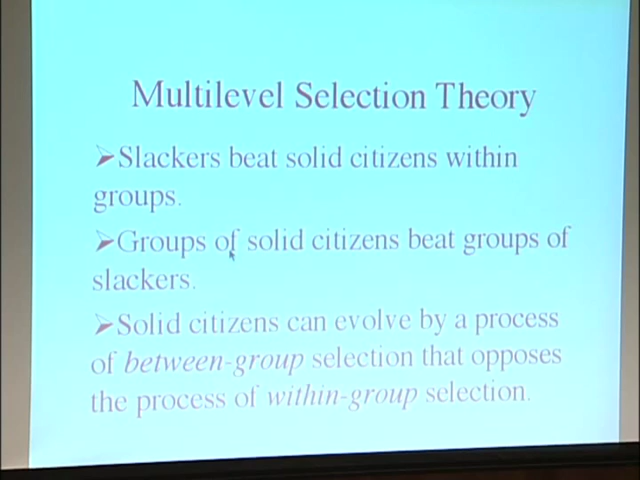 Multilevel Selection Theory
➢Slackers beat solid citizens within
groups.
➢Groups of solid citizens beat groups of
slackers.
➢Solid citizens can evolve by a process
of between-group selection that opposes
the process of within-group selection.